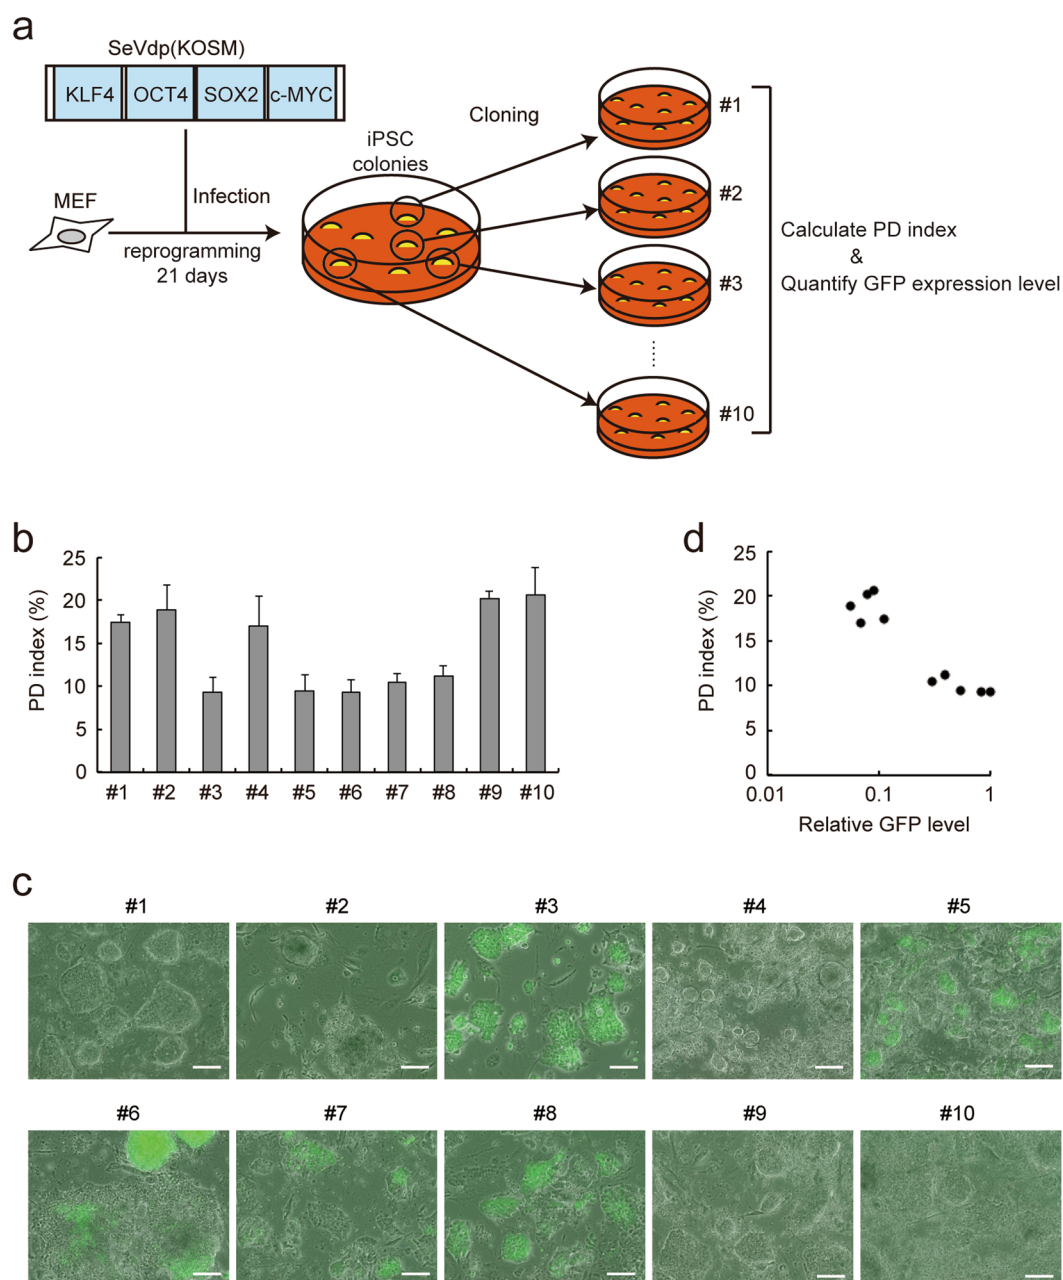 a
SeVdp(KOSM)
KLF4 OCT4 SOX2 c-MYC
MEF
Infection
reprogramming
21 days
iPSC
colonies
Cloning
#1
#2
#3
#10
Calculate PD index
&
Quantify GFP expression level
b
PD index (%)
25
20
15
10
5
0
#1 #2 #3 #4 #5 #6 #7 #8 #9 #10
d
PD index (%)
25
20
15
10
5
0
0.01 0.1 1
Relative GFP level
c
#1 #2 #3 #4 #5
#6 #7 #8 #9 #10